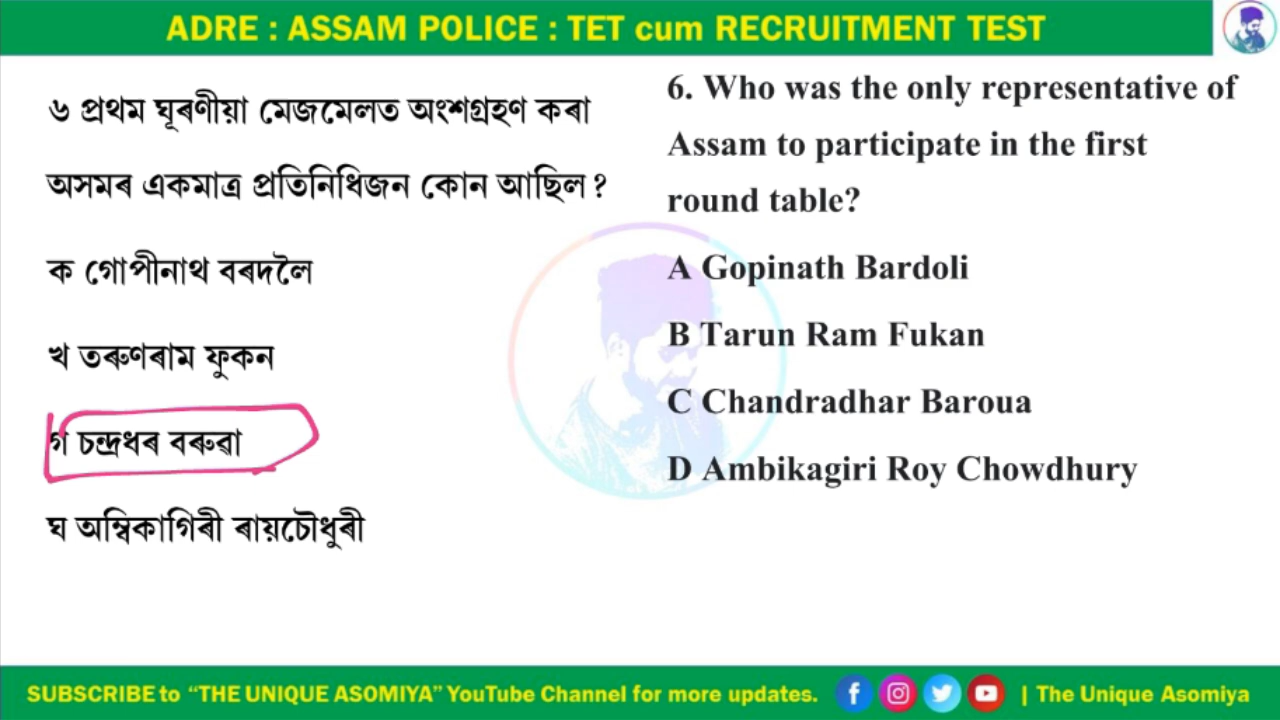 ADRE : ASSAM POLICE : TET cum RECRUITMENT TEST
৬ প্ৰথম ঘূৰণীয়া মেজমেলত অংশগ্ৰহণ কৰা
অসমৰ একমাত্ৰ প্ৰতিনিধিজন কোন আছিল ?
ক গোপীনাথ বৰদলৈ
খ তৰুণৰাম ফুকন
গ চন্দ্ৰধৰ বৰুৱা
ঘ অম্বিকাগিৰী ৰায়চৌধুৰী
6. Who was the only representative of
Assam to participate in the first
round table?
A Gopinath Bardoli
B Tarun Ram Fukan
C Chandradhar Baroua
D Ambikagiri Roy Chowdhury
SUBSCRIBE to “THE UNIQUE ASOMIYA” YouTube Channel for more updates. | The Unique Asomiya